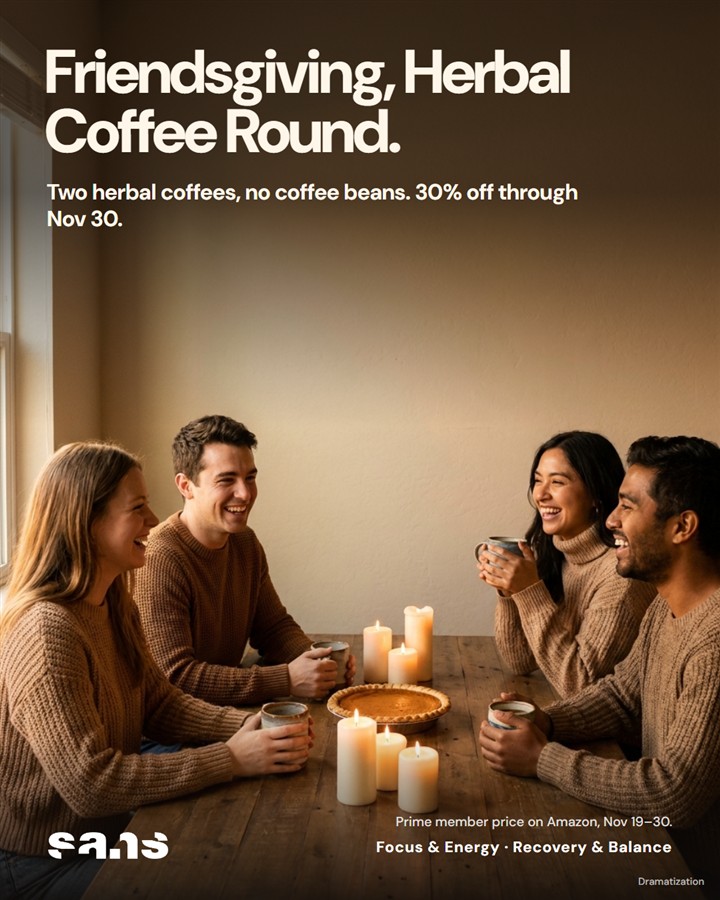 Friendsgiving, Herbal
Coffee Round.
Two herbal coffees, no coffee beans. 30% off through
Nov 30.
Prime member price on Amazon, Nov 19–30.
sans
Focus & Energy · Recovery & Balance
Dramatization